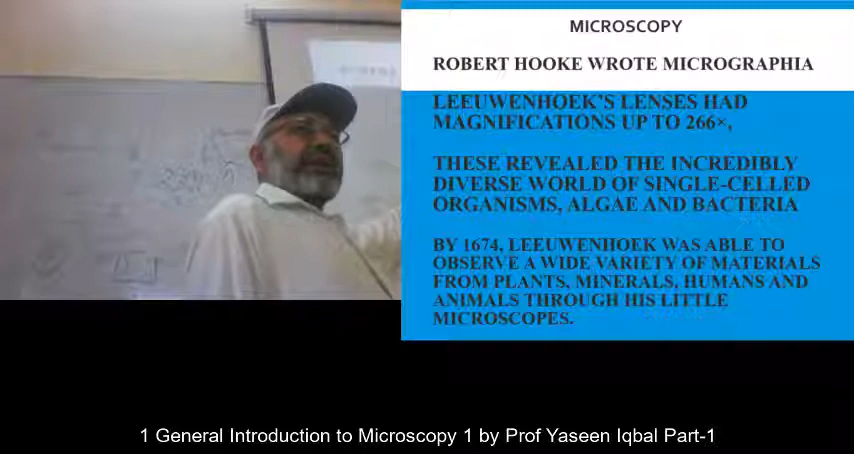 MICROSCOPY
ROBERT HOOKE WROTE MICROGRAPHIA
LEEUWENHOEK'S LENSES HAD
MAGNIFICATIONS UP TO 266×,
THESE REVEALED THE INCREDIBLY
DIVERSE WORLD OF SINGLE-CELLED
ORGANISMS, ALGAE AND BACTERIA
BY 1674, LEEUWENHOEK WAS ABLE TO
OBSERVE A WIDE VARIETY OF MATERIALS
FROM PLANTS, MINERALS, HUMANS AND
ANIMALS THROUGH HIS LITTLE
MICROSCOPES.
1 General Introduction to Microscopy 1 by Prof Yaseen Iqbal Part-1